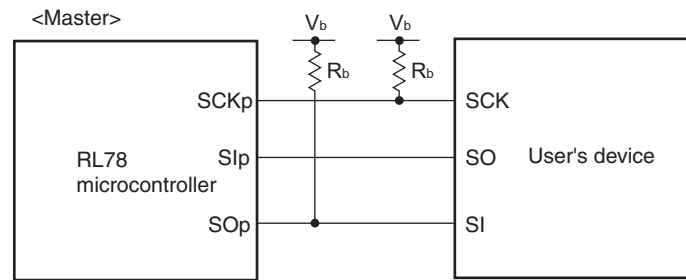 <Master>
Vb Vb
Rb Rb
SCKp SCK
RL78
microcontroller
SIp SO
User's device
SOp SI